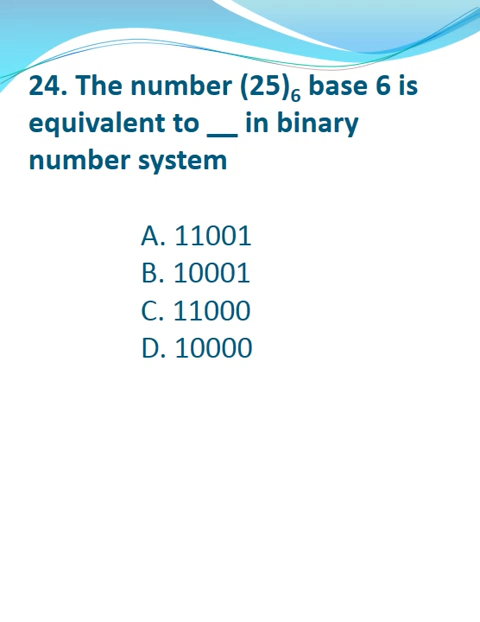 24. The number (25)₆ base 6 is
equivalent to __ in binary
number system
A. 11001
B. 10001
C. 11000
D. 10000